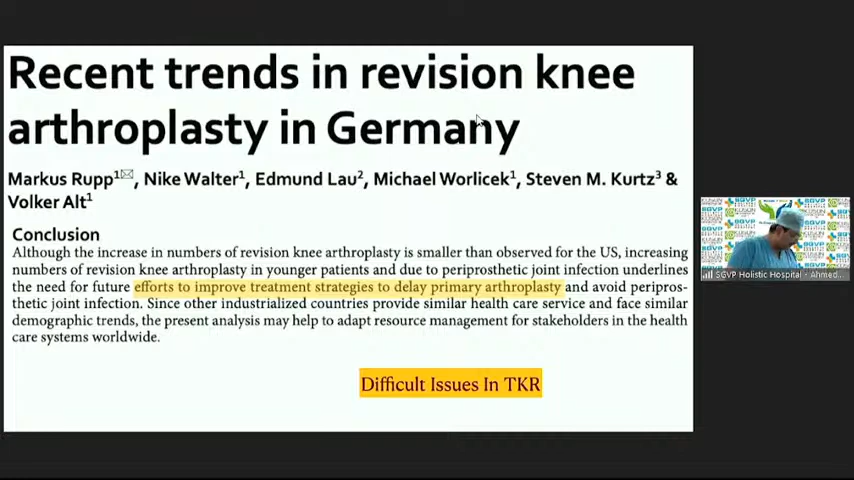 Recent trends in revision knee
arthroplasty in Germany
Markus Rupp1✉, Nike Walter1, Edmund Lau2, Michael Worlicek1, Steven M. Kurtz3 &
Volker Alt1
Conclusion
Although the increase in numbers of revision knee arthroplasty is smaller than observed for the US, increasing
numbers of revision knee arthroplasty in younger patients and due to periprosthetic joint infection underlines
the need for future efforts to improve treatment strategies to delay primary arthroplasty and avoid peripros-
thetic joint infection. Since other industrialized countries provide similar health care service and face similar
demographic trends, the present analysis may help to adapt resource management for stakeholders in the health
care systems worldwide.
Difficult Issues In TKR
SGVP
SGVP Holistic Hospital - Ahmed...